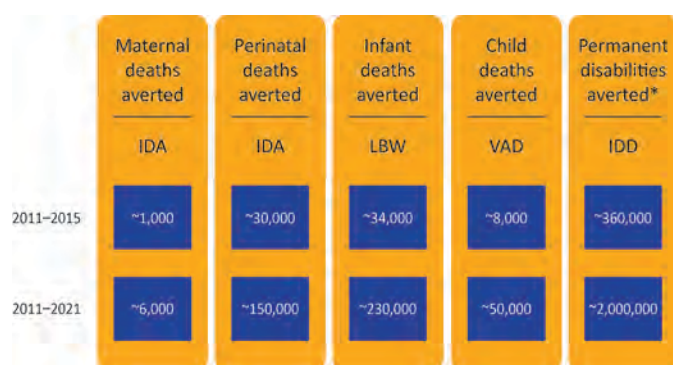 Maternal
deaths
averted
IDA
Perinatal
deaths
averted
IDA
Infant
deaths
averted
LBW
Child
deaths
averted
VAD
Permanent
disabilities
averted*
IDD
2011–2015
~1,000
~30,000
~34,000
~8,000
~360,000
2011–2021
~6,000
~150,000
~230,000
~50,000
~2,000,000